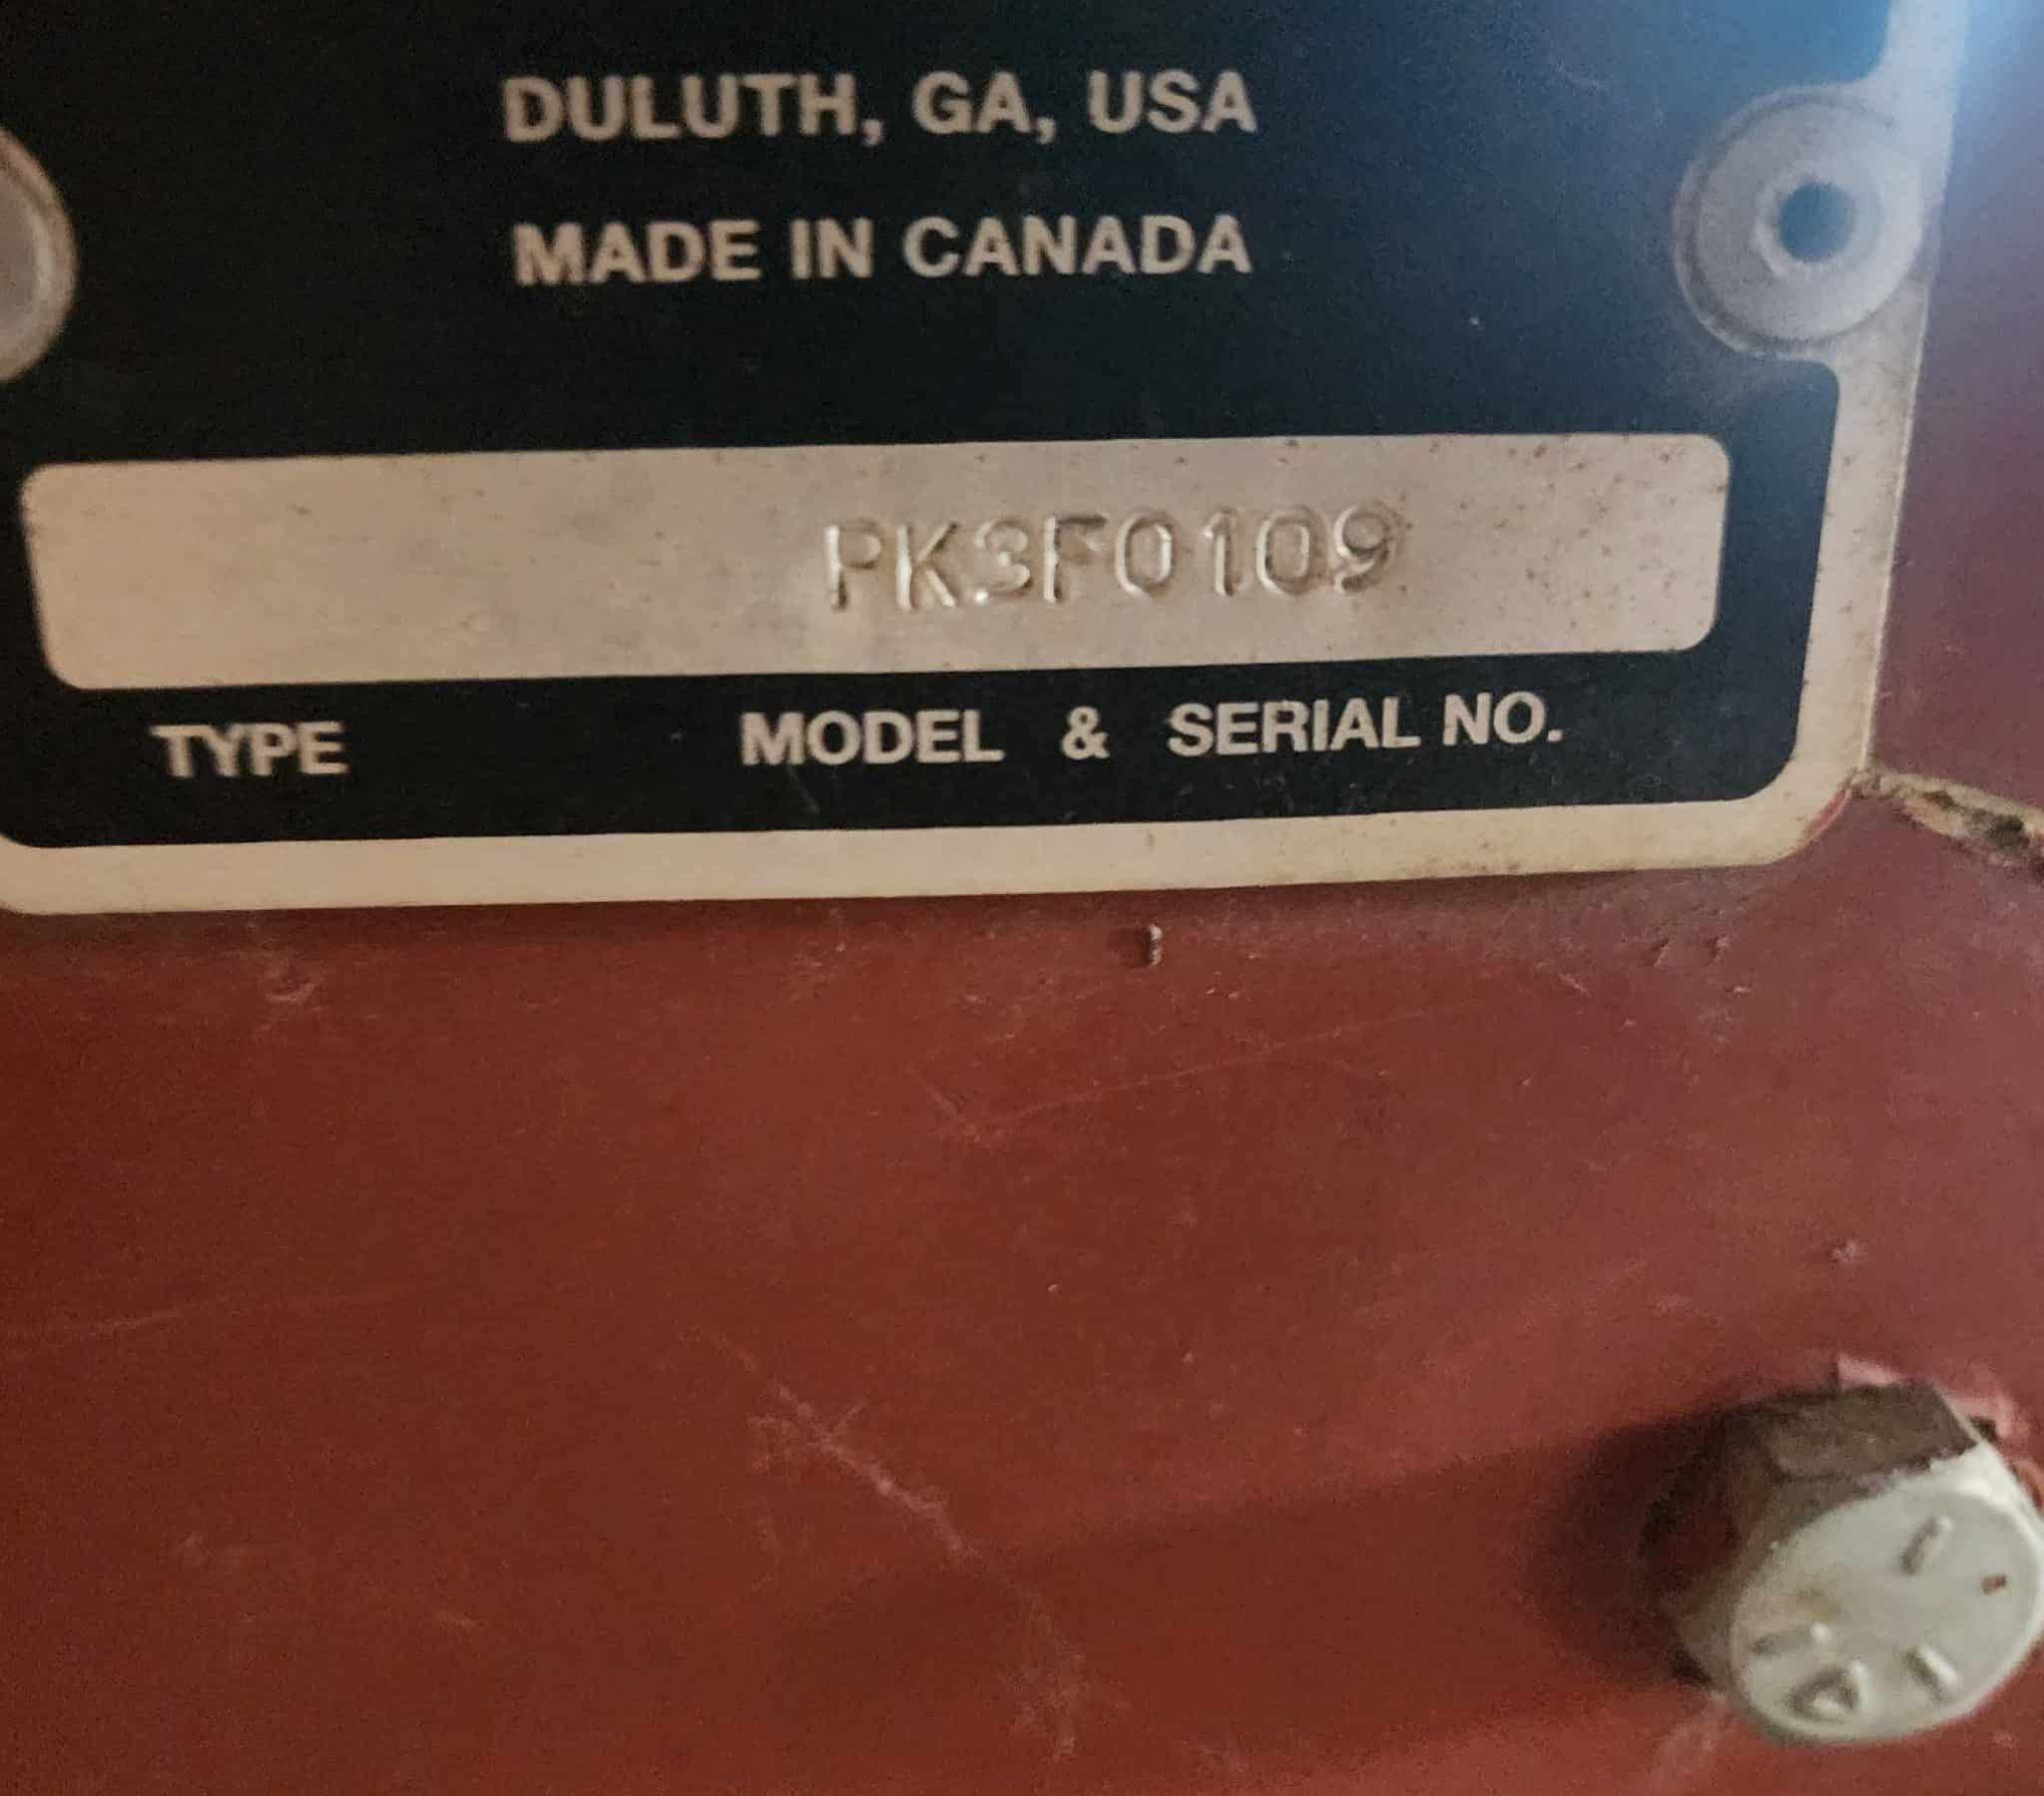 DULUTH, GA, USA
MADE IN CANADA
PK3F0109
TYPE MODEL & SERIAL NO.